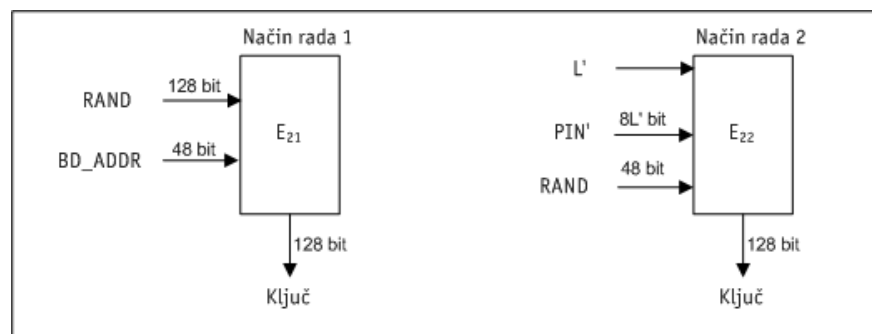 Način rada 1
128 bit
RAND
E21
48 bit
BD_ADDR
128 bit
Ključ
Način rada 2
L'
8L' bit
PIN'
E22
48 bit
RAND
128 bit
Ključ